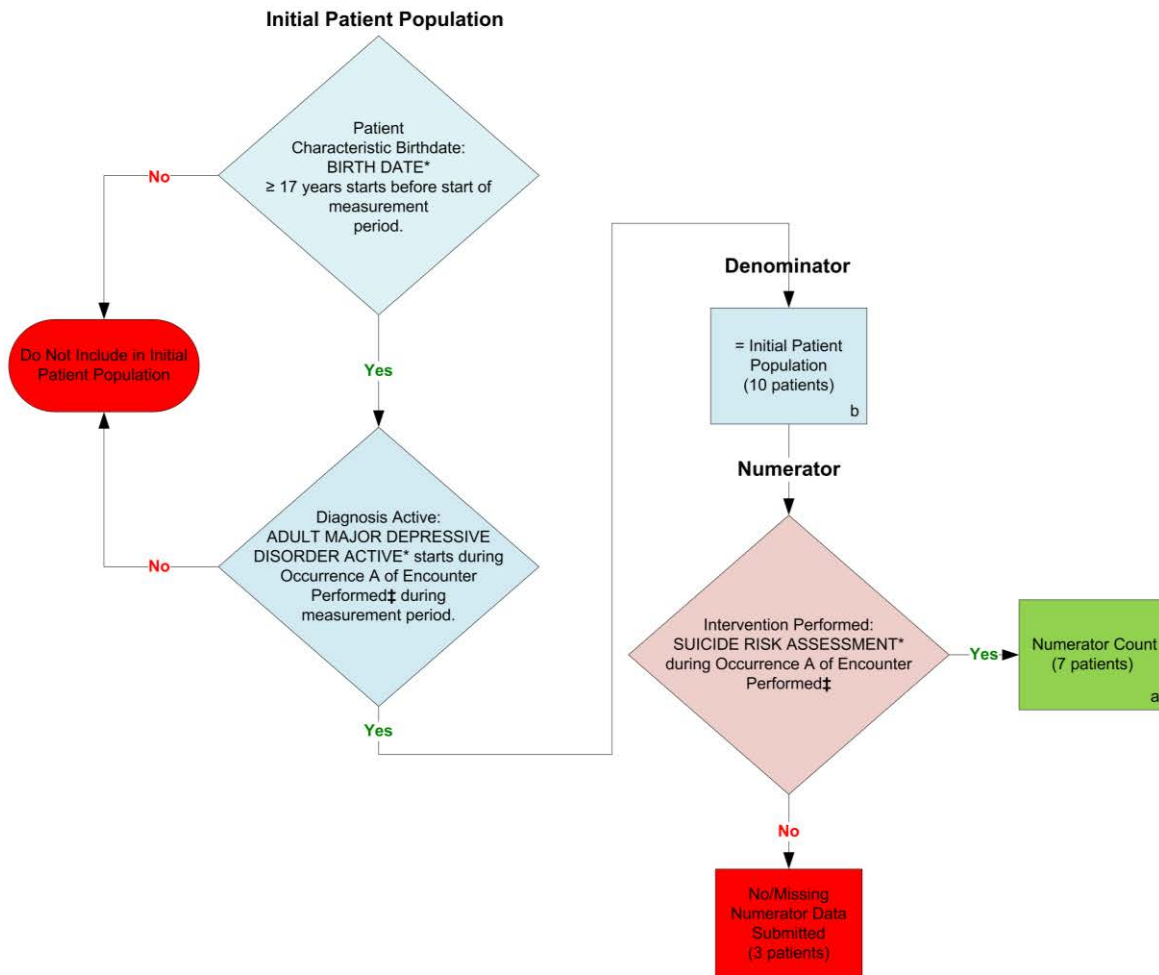 Initial Patient Population
Patient
Characteristic Birthdate:
BIRTH DATE*
≥ 17 years starts before start of
measurement
period.
No
Yes
Do Not Include in Initial
Patient Population
Diagnosis Active:
ADULT MAJOR DEPRESSIVE
DISORDER ACTIVE* starts during
Occurrence A of Encounter
Performed‡ during
measurement period.
No
Yes
Denominator
= Initial Patient
Population
(10 patients)
b
Numerator
Intervention Performed:
SUICIDE RISK ASSESSMENT*
during Occurrence A of Encounter
Performed‡
Yes
Numerator Count
(7 patients)
a
No
No/Missing
Numerator Data
Submitted
(3 patients)